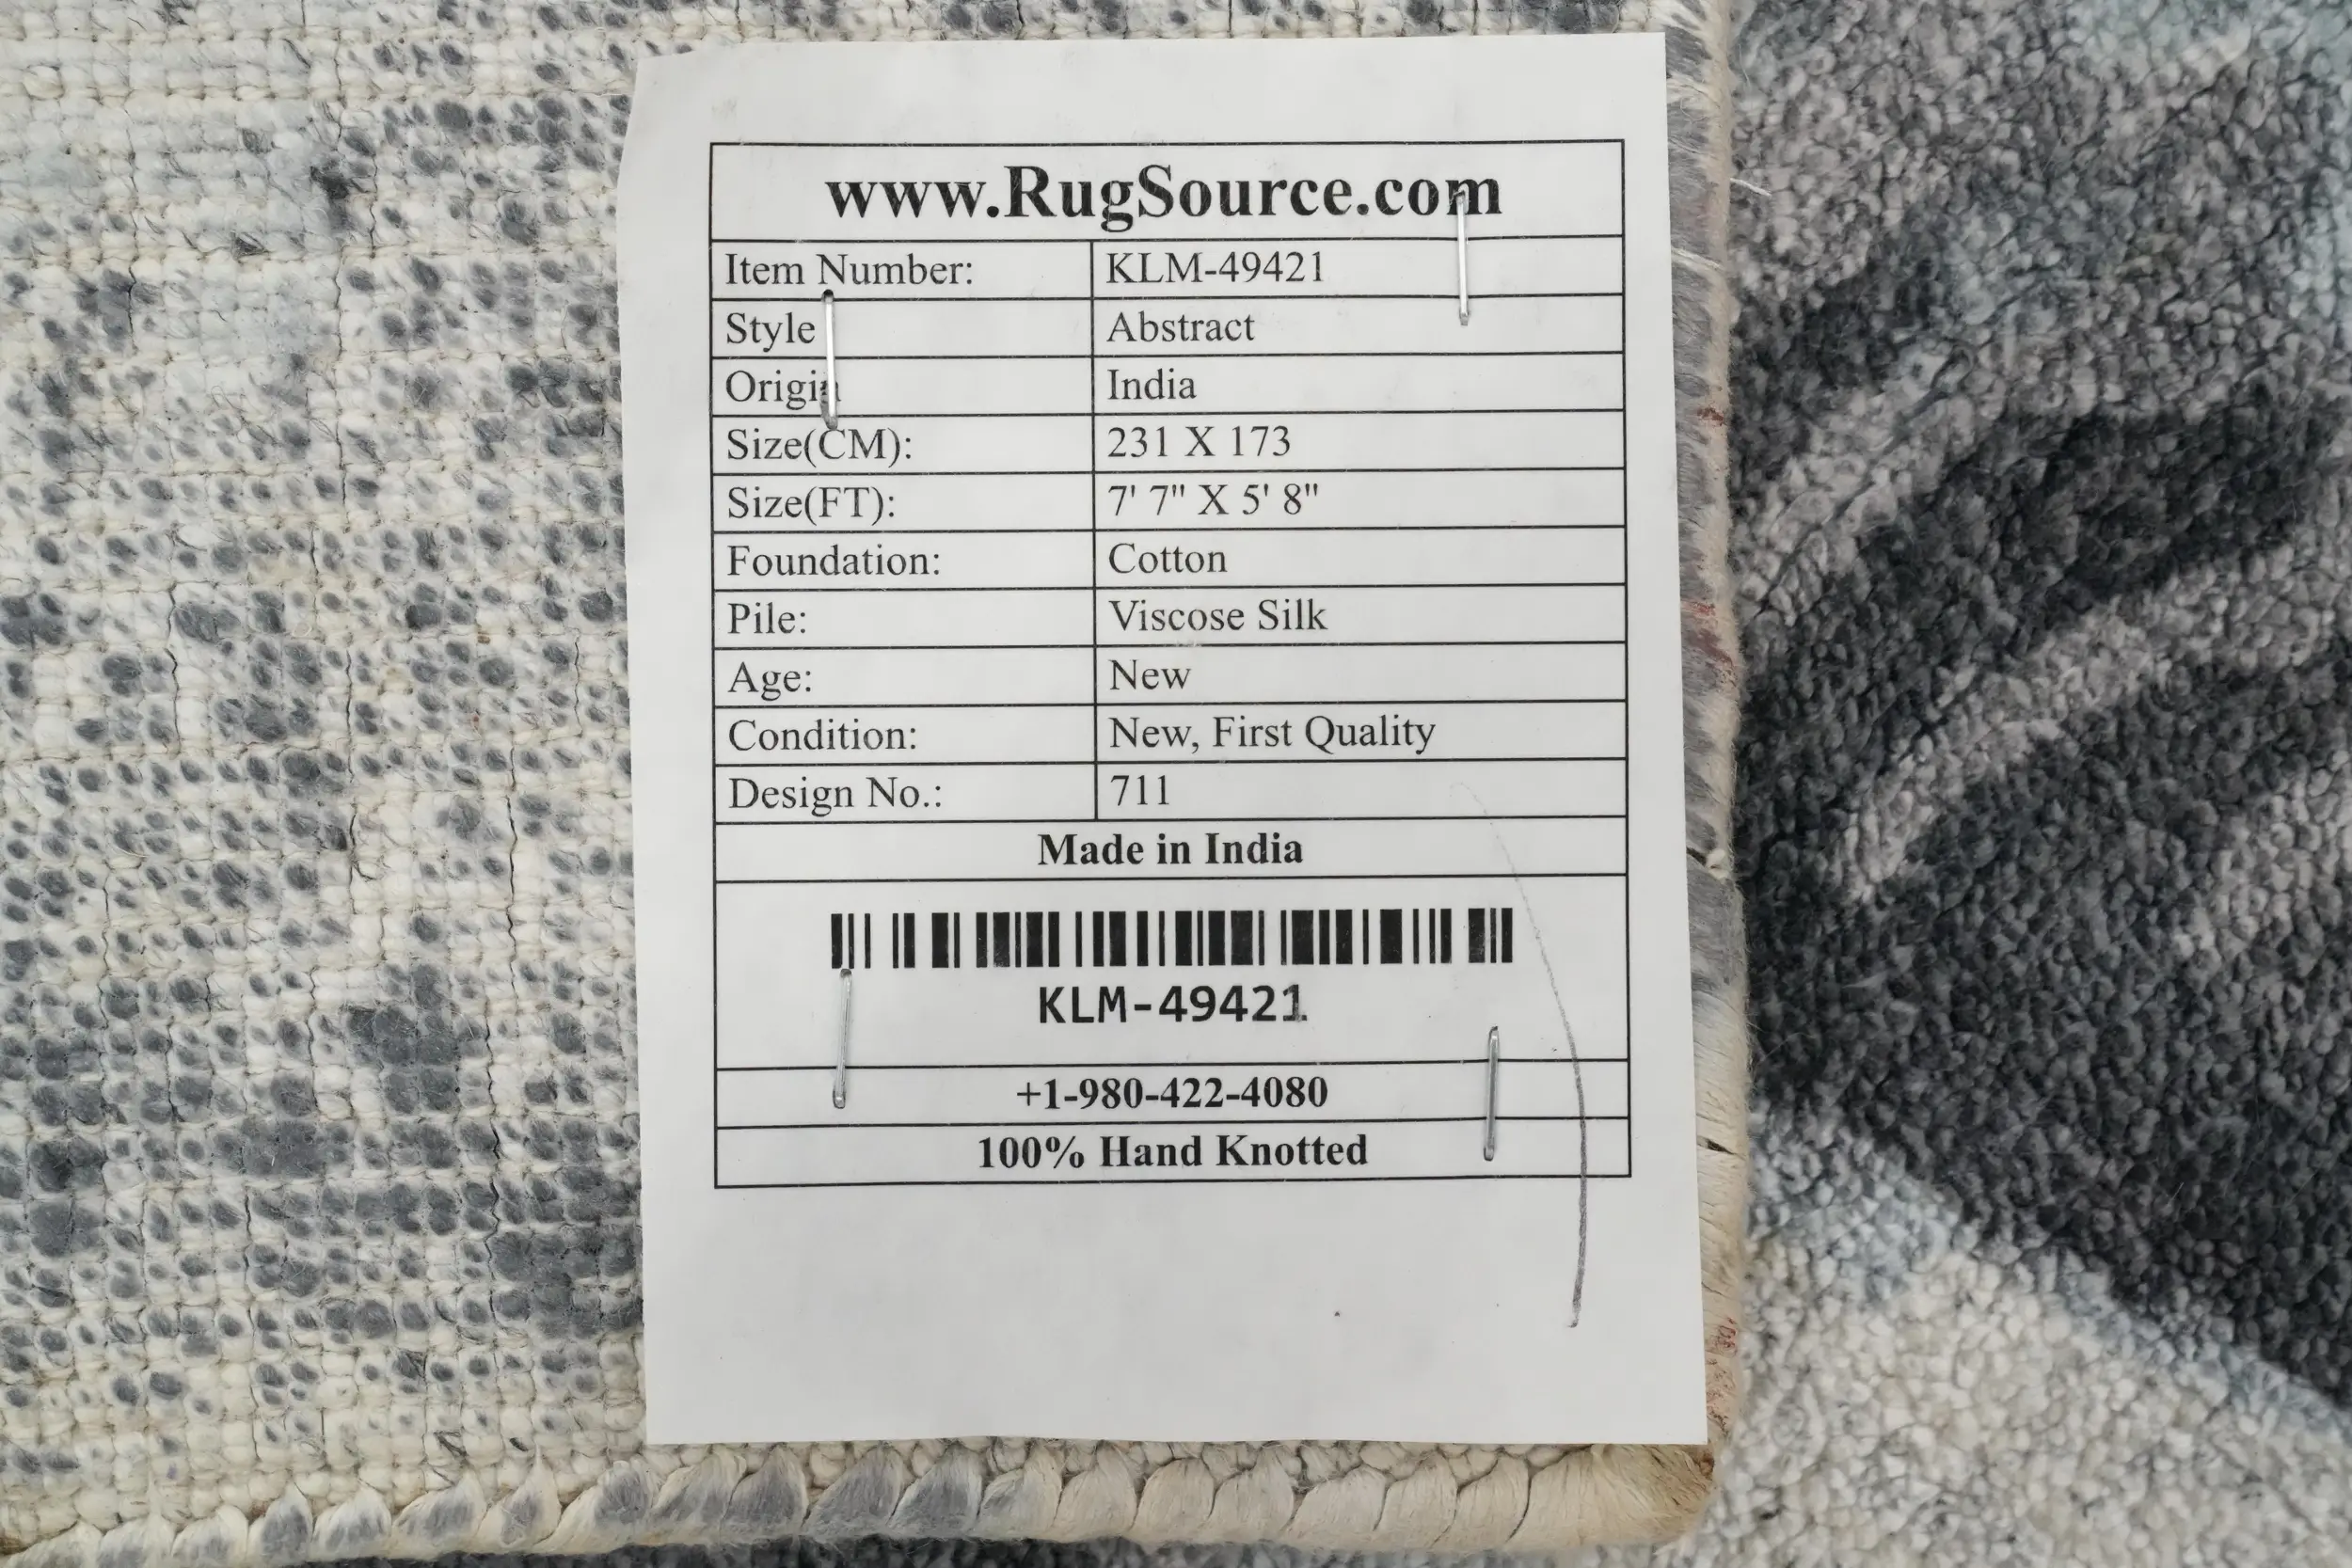 www.RugSource.com
Item Number: KLM-49421
Style Abstract
Origin India
Size(CM): 231 X 173
Size(FT): 7' 7" X 5' 8"
Foundation: Cotton
Pile: Viscose Silk
Age: New
Condition: New, First Quality
Design No.: 711
Made in India
KLM-49421
+1-980-422-4080
100% Hand Knotted